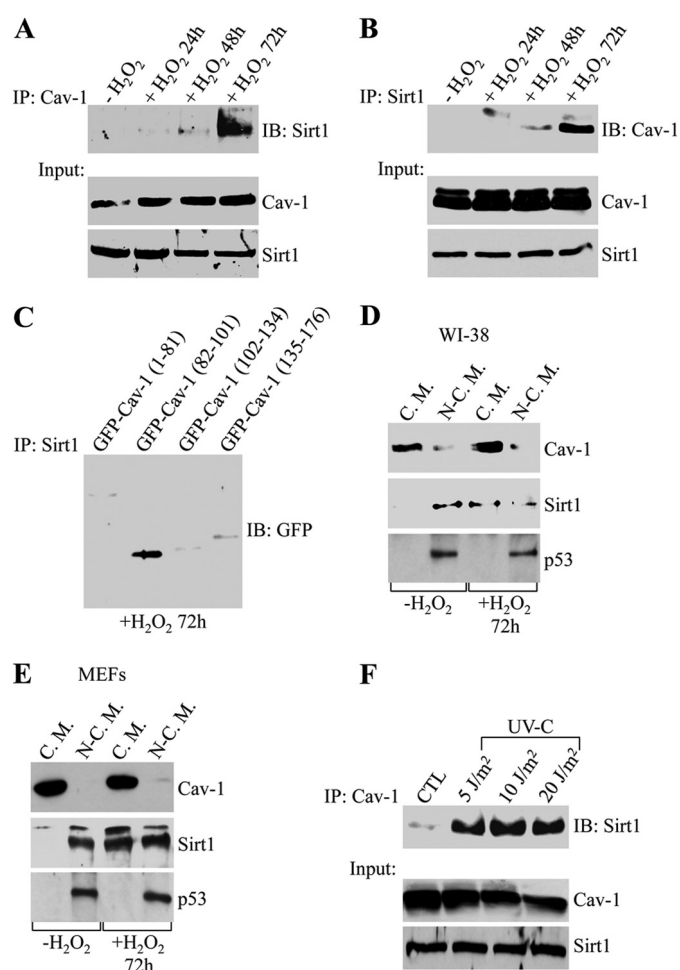 A
- H₂O₂
+ H₂O₂ 24h
+ H₂O₂ 48h
+ H₂O₂ 72h
IP: Cav-1
IB: Sirt1
Input:
Cav-1
Sirt1
B
- H₂O₂
+ H₂O₂ 24h
+ H₂O₂ 48h
+ H₂O₂ 72h
IP: Sirt1
IB: Cav-1
Input:
Cav-1
Sirt1
C
GFP-Cav-1 (1-81)
GFP-Cav-1 (82-101)
GFP-Cav-1 (102-134)
GFP-Cav-1 (135-176)
IP: Sirt1
IB: GFP
+H₂O₂ 72h
D
WI-38
C. M.
N-C. M.
C. M.
N-C. M.
Cav-1
Sirt1
p53
-H₂O₂
+H₂O₂
72h
E
MEFs
C. M.
N-C. M.
C. M.
N-C. M.
Cav-1
Sirt1
p53
-H₂O₂
+H₂O₂
72h
F
UV-C
CTL
5 J/m²
10 J/m²
20 J/m²
IP: Cav-1
IB: Sirt1
Input:
Cav-1
Sirt1